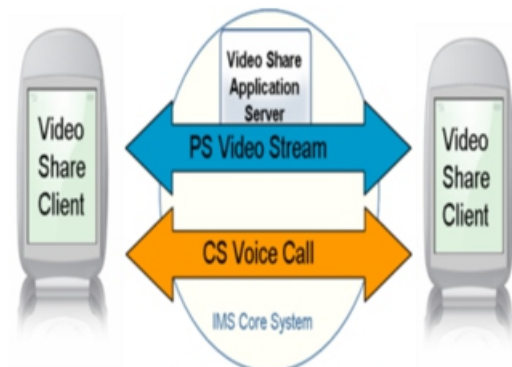 Video Share
Application
Server
Video
Share
Client
PS Video Stream
CS Voice Call
Video
Share
Client
IMS Core System